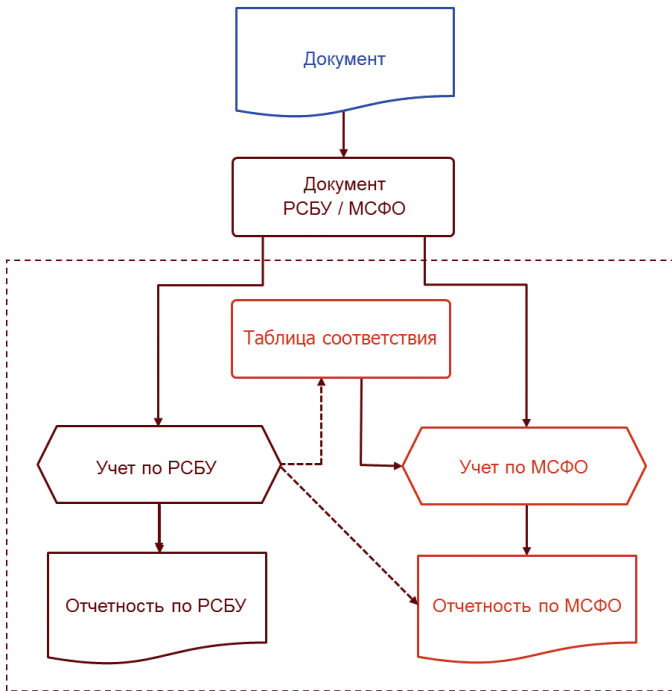 Документ
Документ
РСБУ / МСФО
Таблица соответствия
Учет по РСБУ
Учет по МСФО
Отчетность по РСБУ
Отчетность по МСФО